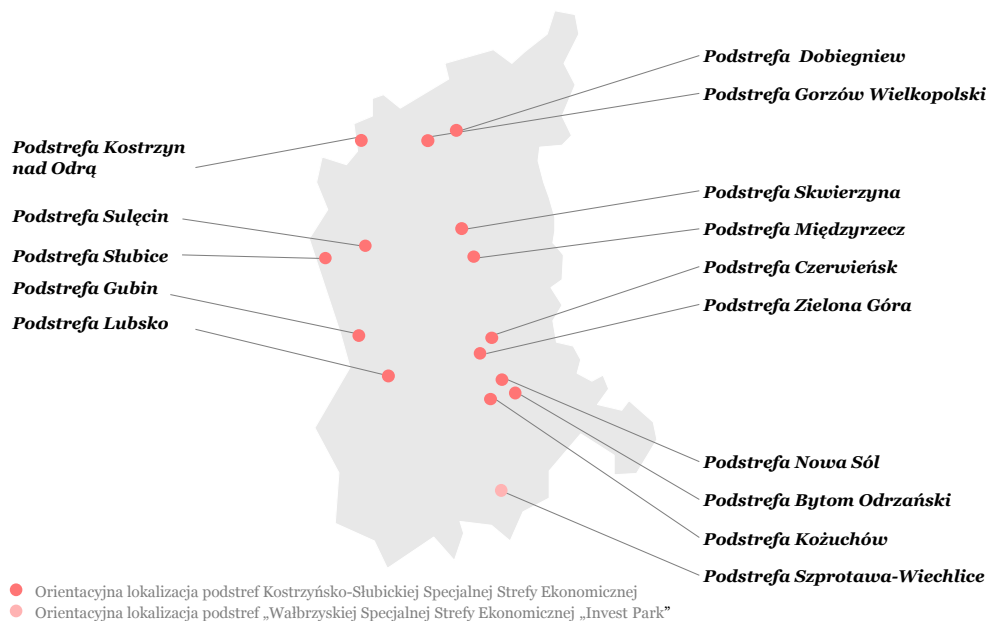 Podstrefa Dobiegniew
Podstrefa Gorzów Wielkopolski
Podstrefa Kostrzyn
nad Odrą
Podstrefa Skwierzyna
Podstrefa Sulęcin
Podstrefa Międzyrzecz
Podstrefa Słubice
Podstrefa Czerwieńsk
Podstrefa Gubin
Podstrefa Zielona Góra
Podstrefa Lubsko
Podstrefa Nowa Sól
Podstrefa Bytom Odrzański
Podstrefa Kożuchów
Podstrefa Szprotawa-Wiechlice
Orientacyjna lokalizacja podstref Kostrzyńsko-Słubickiej Specjalnej Strefy Ekonomicznej
Orientacyjna lokalizacja podstref „Wałbrzyskiej Specjalnej Strefy Ekonomicznej „Invest Park”